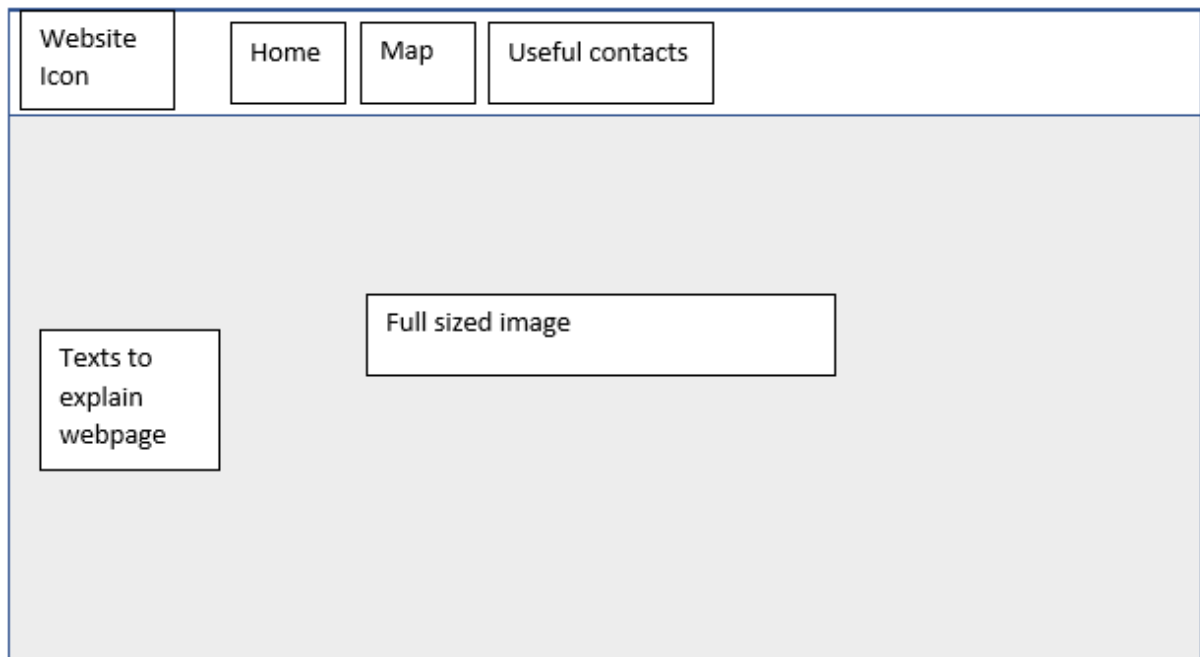 Website
Icon
Home
Map
Useful contacts
Full sized image
Texts to
explain
webpage